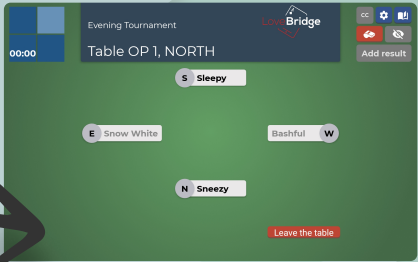 Evening Tournament
LoveBridge
CC
00:00
Table OP 1, NORTH
Add result
S Sleepy
E Snow White
Bashful W
N Sneezy
Leave the table